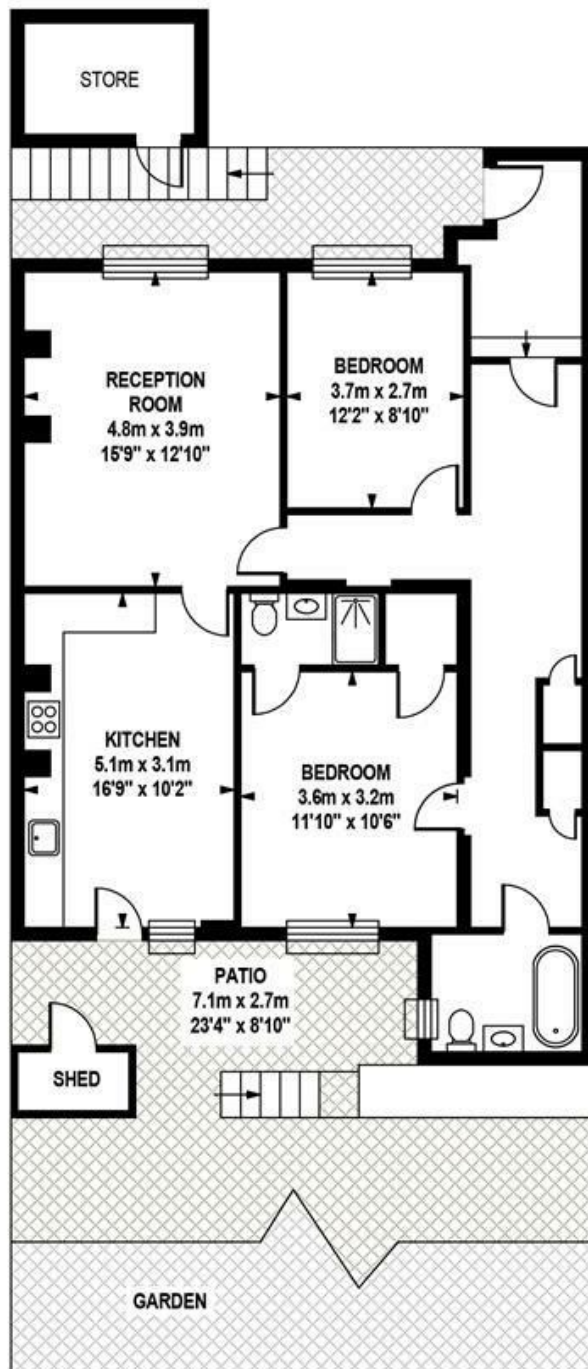 STORE
RECEPTION
ROOM
4.8m x 3.9m
15'9" x 12'10"
BEDROOM
3.7m x 2.7m
12'2" x 8'10"
KITCHEN
5.1m x 3.1m
16'9" x 10'2"
BEDROOM
3.6m x 3.2m
11'10" x 10'6"
PATIO
7.1m x 2.7m
23'4" x 8'10"
SHED
GARDEN